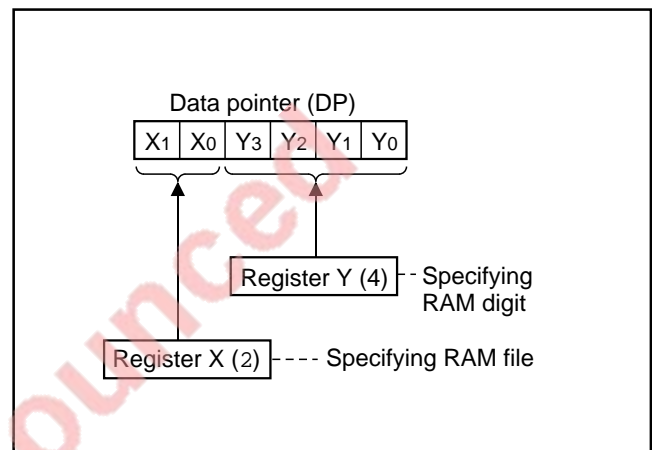 Data pointer (DP)
X1 X0 Y3 Y2 Y1 Y0
Register Y (4)
Specifying
RAM digit
Register X (2)
Specifying RAM file
ounced